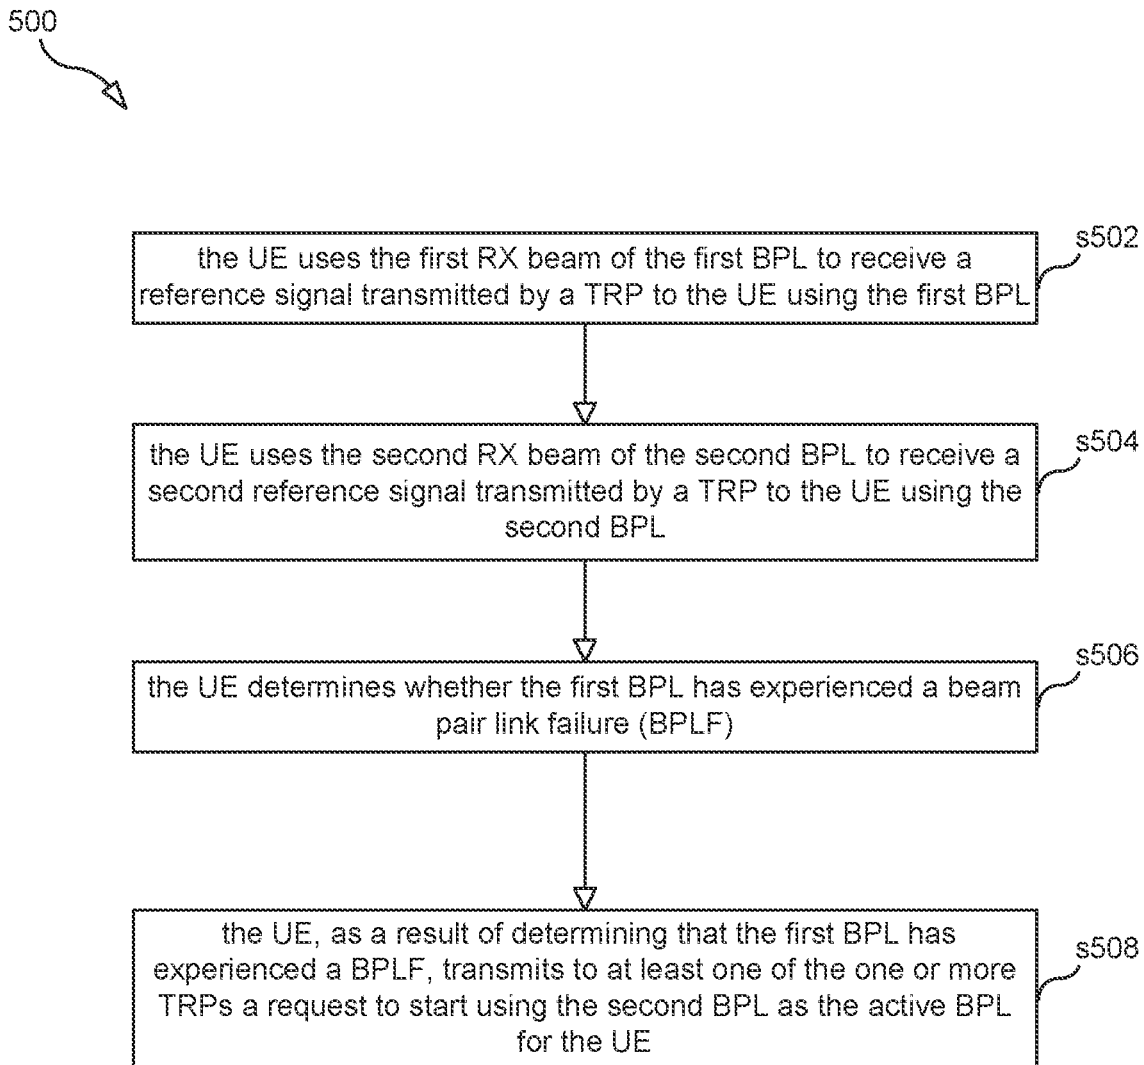 500
the UE uses the first RX beam of the first BPL to receive a
reference signal transmitted by a TRP to the UE using the first BPL
s502
the UE uses the second RX beam of the second BPL to receive a
second reference signal transmitted by a TRP to the UE using the
second BPL
s504
the UE determines whether the first BPL has experienced a beam
pair link failure (BPLF)
s506
the UE, as a result of determining that the first BPL has
experienced a BPLF, transmits to at least one of the one or more
TRPs a request to start using the second BPL as the active BPL
for the UE
s508